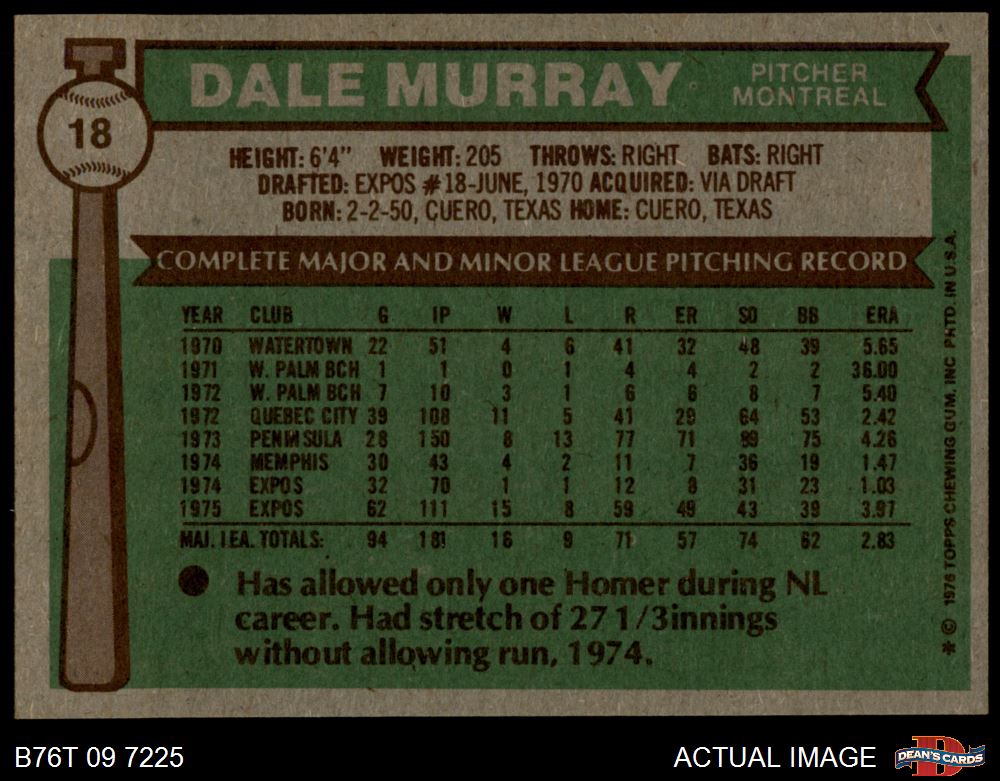 DALE MURRAY
PITCHER
MONTREAL
18
HEIGHT: 6'4" WEIGHT: 205 THROWS: RIGHT BATS: RIGHT
DRAFTED: EXPOS #18-JUNE, 1970 ACQUIRED: VIA DRAFT
BORN: 2-2-50, CUERO, TEXAS HOME: CUERO, TEXAS
COMPLETE MAJOR AND MINOR LEAGUE PITCHING RECORD
YEAR CLUB G IP W L R ER SO BB ERA
1970 WATERTOWN 22 51 4 6 41 32 48 39 5.65
1971 W. PALM BCH 1 1 0 1 4 4 2 2 36.00
1972 W. PALM BCH 7 10 3 1 6 6 8 7 5.40
1972 QUEBEC CITY 39 108 11 5 41 29 64 53 2.42
1973 PENINSULA 28 150 8 13 77 71 99 75 4.26
1974 MEMPHIS 30 43 4 2 11 7 36 19 1.47
1974 EXPOS 32 70 1 1 12 8 31 23 1.03
1975 EXPOS 62 111 15 8 59 49 43 39 3.97
MAJ. LEA. TOTALS: 94 181 16 9 71 57 74 62 2.83
Has allowed only one Homer during NL
career. Had stretch of 27 1/3innings
without allowing run, 1974.
* © 1976 TOPPS CHEWING GUM, INC PRTD. IN U.S.A.
B76T 09 7225
ACTUAL IMAGE
D
DEAN'S CARDS